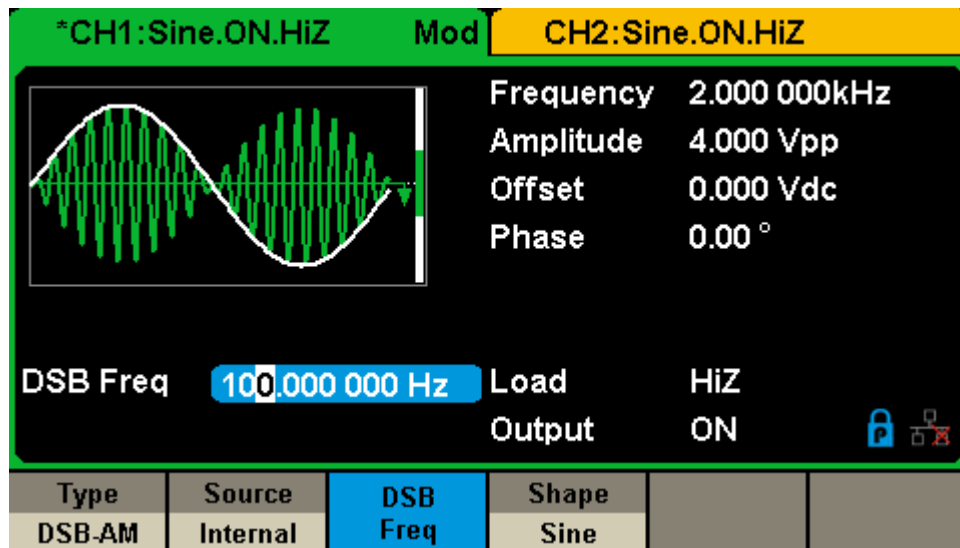 *CH1:Sine.ON.HiZ Mod CH2:Sine.ON.HiZ
Frequency 2.000 000kHz
Amplitude 4.000 Vpp
Offset 0.000 Vdc
Phase 0.00 °
DSB Freq 100.000 000 Hz Load HiZ
Output ON P
Type Source DSB Freq Shape
DSB-AM Internal Sine